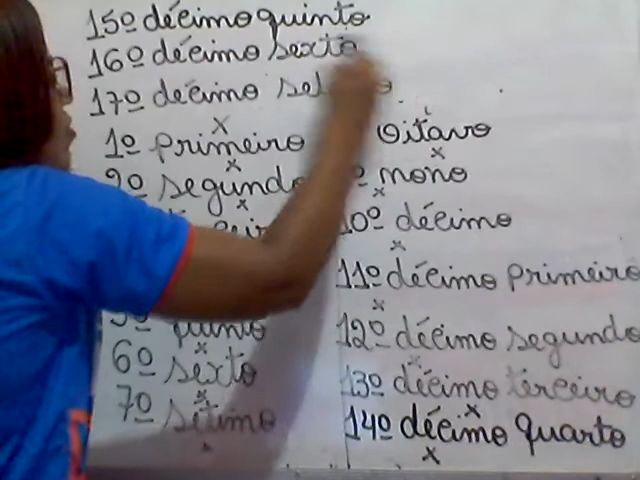 15º décimo quinto
16º décimo sexto
17º décimo
1º primeiro
2º segundo
quinto
6º sexto
7º sétimo
oitavo
º nono
10º décimo
11º décimo primeiro
12º décimo segundo
13º décimo terceiro
14º décimo quarto